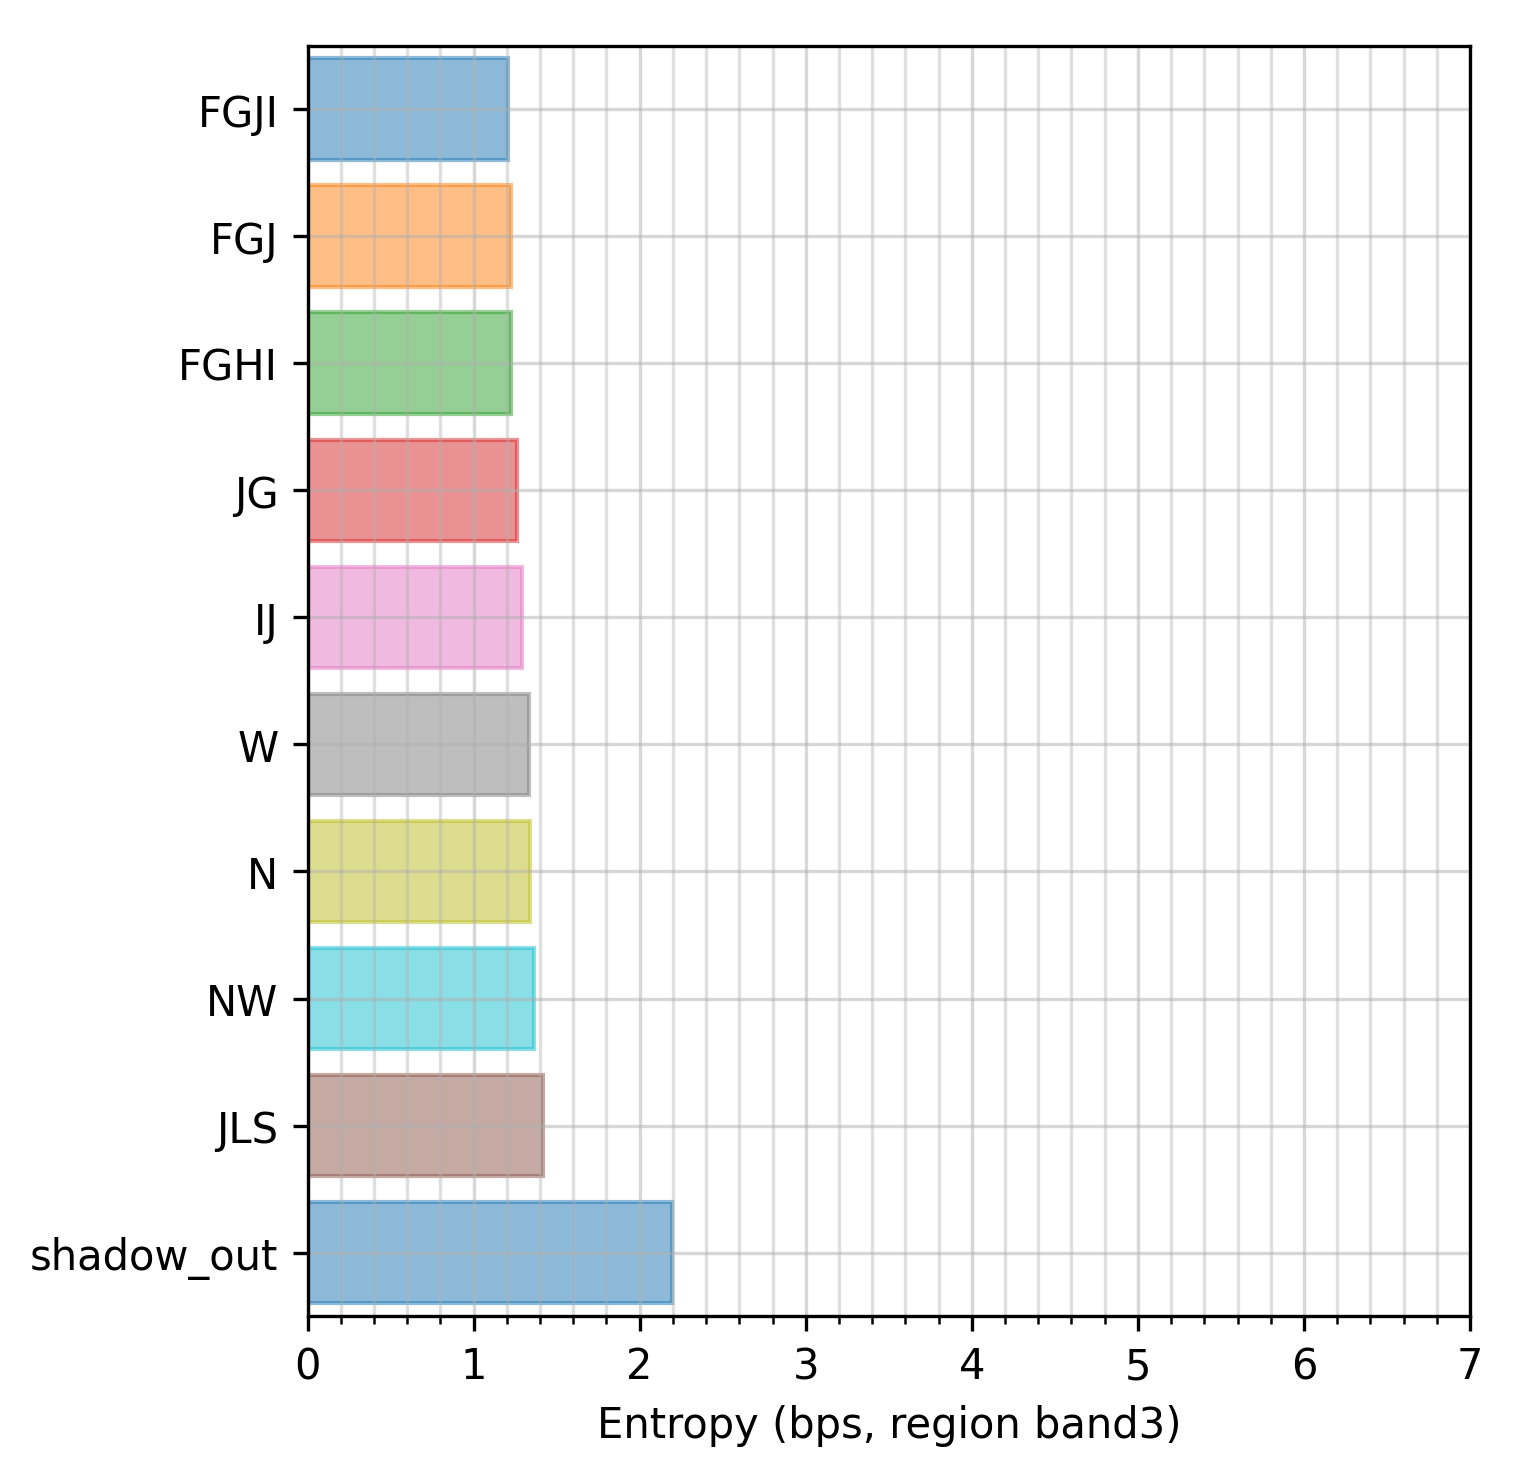 FGJI
FGJ
FGHI
JG
IJ
W
N
NW
JLS
shadow_out
0 1 2 3 4 5 6 7
Entropy (bps, region band3)